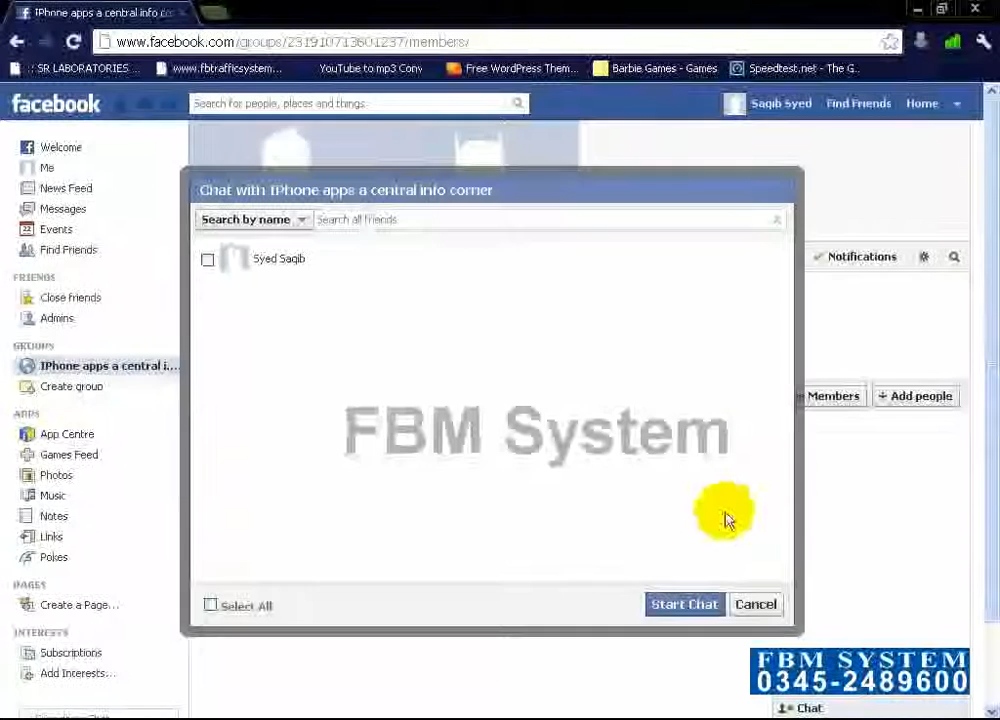 IPhone apps a central info co
www.facebook.com/groups/231910713601237/members/
:: SR LABORATORIES ...
www.fbtrafficsystem...
YouTube to mp3 Conv
Free WordPress Them...
Barbie Games - Games
Speedtest.net - The G..
facebook
Search for people, places and things
Saqib Syed
Find Friends
Home
Welcome
Me
News Feed
Messages
Events
Find Friends
FRIENDS
Close friends
Admins
GROUPS
IPhone apps a central i....
Create group
APPS
App Centre
Games Feed
Photos
Music
Notes
Links
Pokes
PAGES
Create a Page...
INTERESTS
Subscriptions
Add Interests...
Chat with IPhone apps a central info corner
Search by name
Search all friends
Syed Saqib
FBM System
Select All
Start Chat
Cancel
Notifications
Members
+ Add people
FBM SYSTEM
0345-2489600
Chat